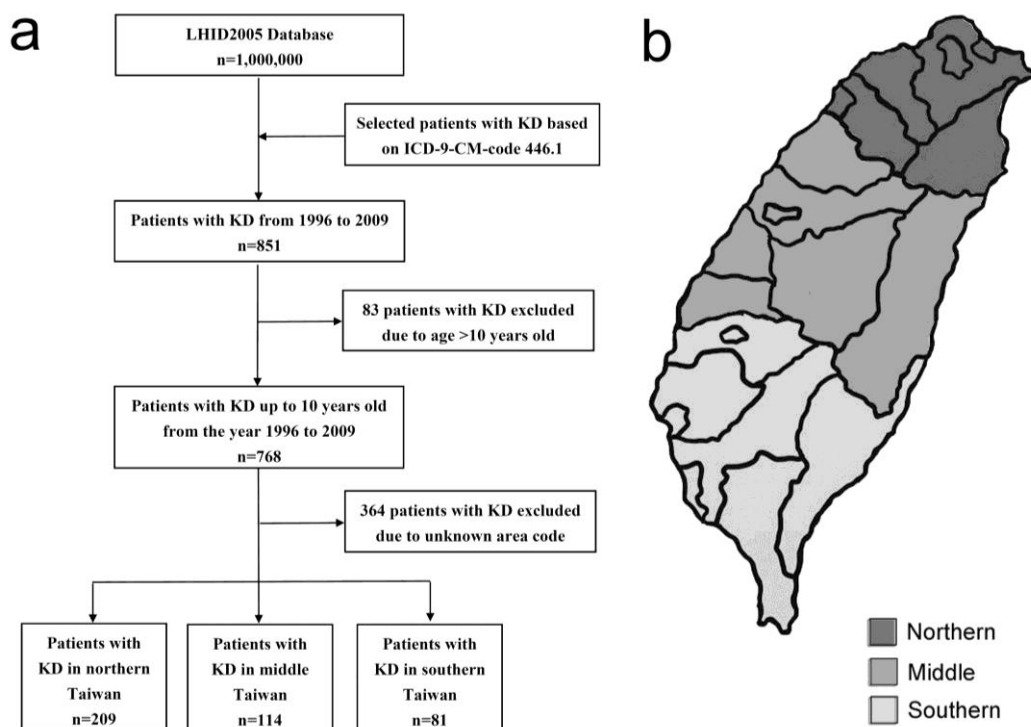 a
LHID2005 Database
n=1,000,000
Selected patients with KD based
on ICD-9-CM-code 446.1
Patients with KD from 1996 to 2009
n=851
83 patients with KD excluded
due to age >10 years old
Patients with KD up to 10 years old
from the year 1996 to 2009
n=768
364 patients with KD excluded
due to unknown area code
Patients with
KD in northern
Taiwan
n=209
Patients with
KD in middle
Taiwan
n=114
Patients with
KD in southern
Taiwan
n=81
b
Northern
Middle
Southern